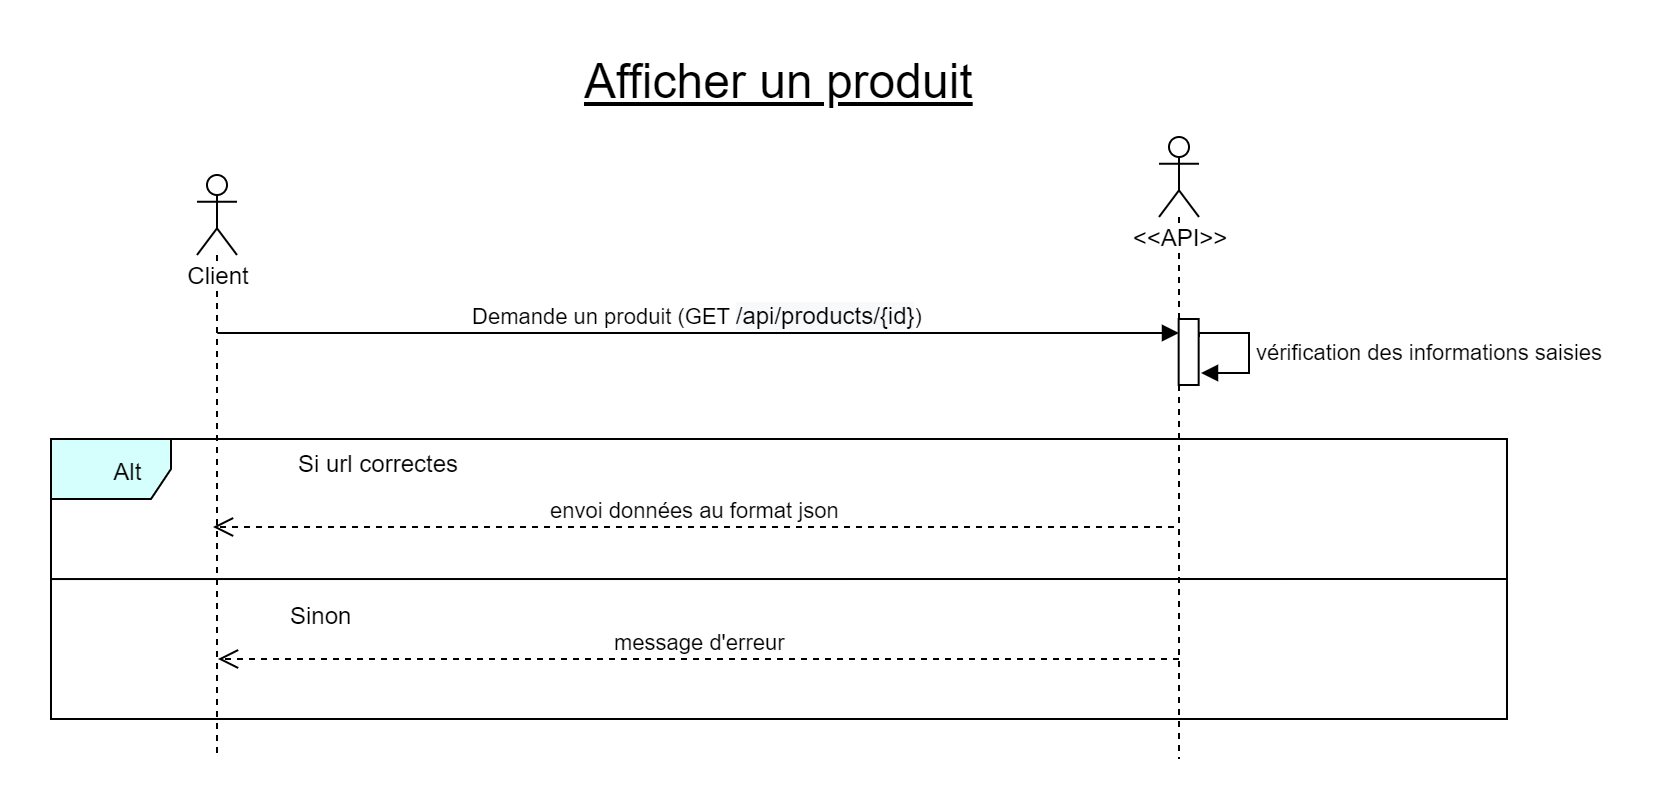 Afficher un produit
<<API>>
Client
Demande un produit (GET /api/products/{id})
vérification des informations saisies
Alt
Si url correctes
envoi données au format json
Sinon
message d'erreur